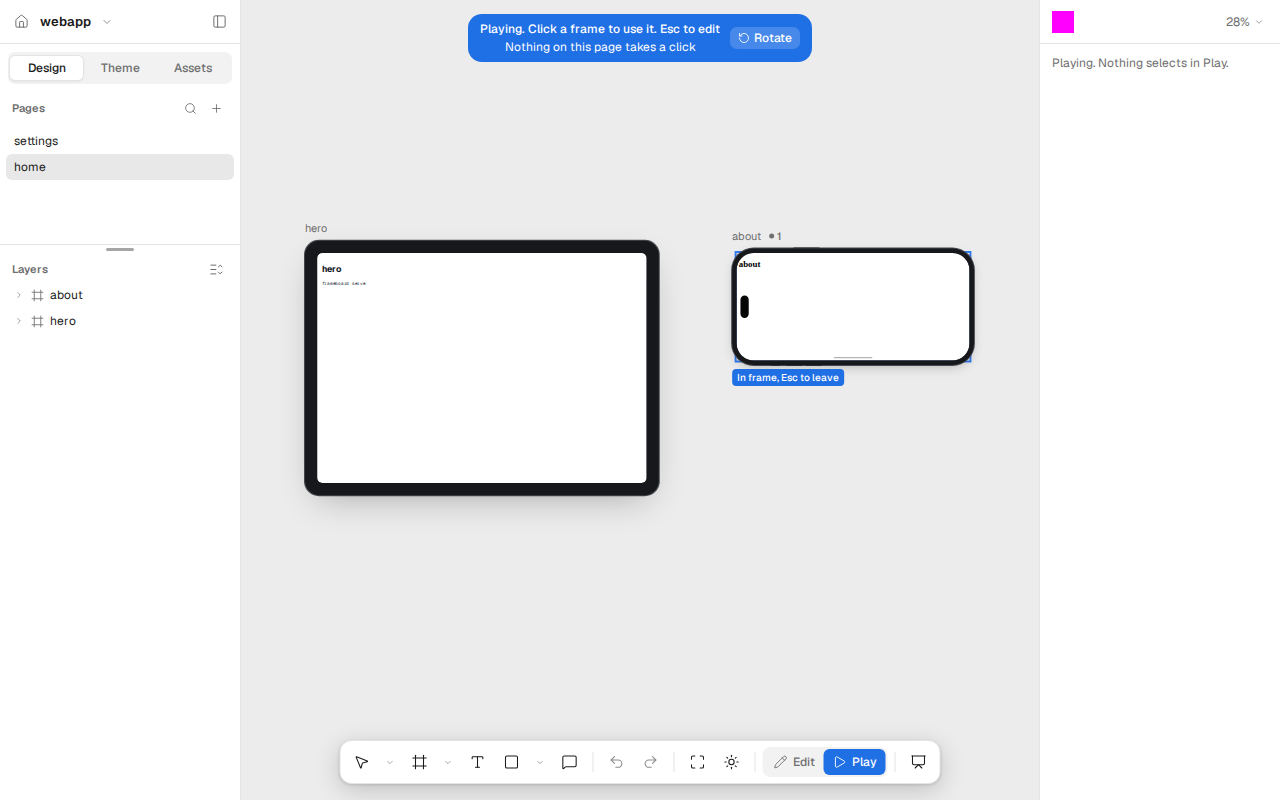 webapp
Design
Theme
Assets
Pages
settings
home
Layers
about
hero
Playing. Click a frame to use it. Esc to edit
Nothing on this page takes a click
Rotate
hero
hero
about
1
about
In frame, Esc to leave
Edit
Play
28%
Playing. Nothing selects in Play.